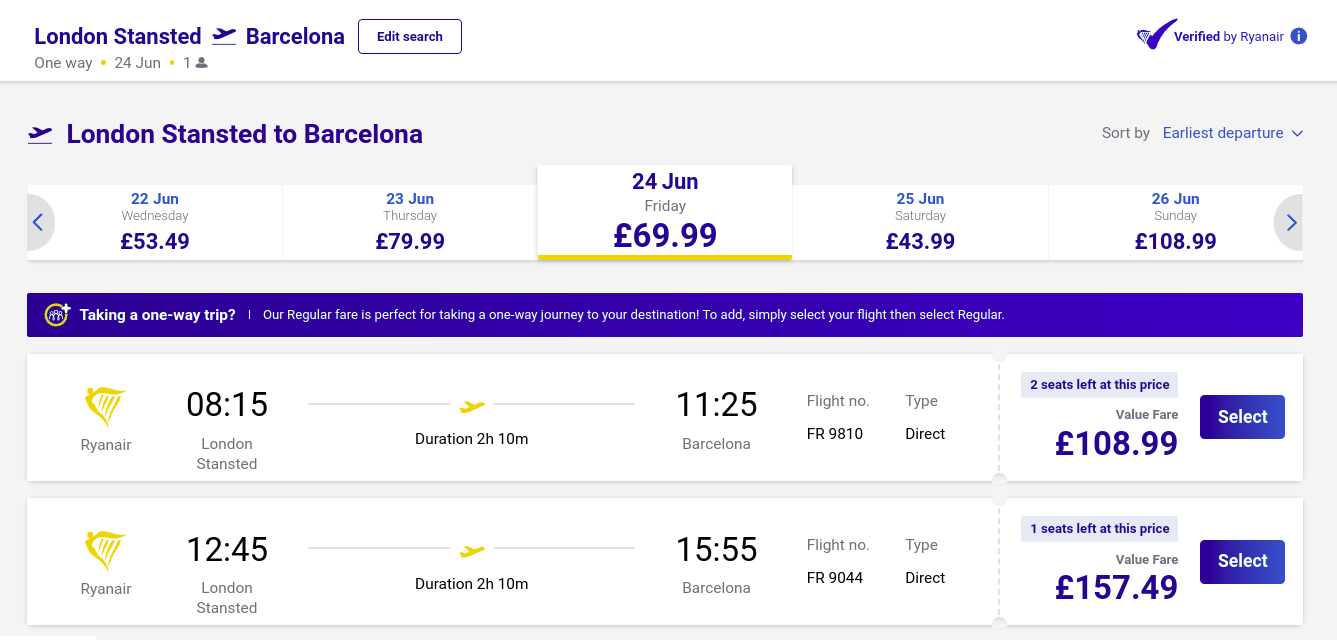 London Stansted Barcelona Edit search
One way • 24 Jun • 1
Verified by Ryanair i
London Stansted to Barcelona
Sort by Earliest departure
22 Jun
Wednesday
£53.49
23 Jun
Thursday
£79.99
24 Jun
Friday
£69.99
25 Jun
Saturday
£43.99
26 Jun
Sunday
£108.99
Taking a one-way trip? | Our Regular fare is perfect for taking a one-way journey to your destination! To add, simply select your flight then select Regular.
Ryanair
08:15
London
Stansted
Duration 2h 10m
11:25
Barcelona
Flight no.
FR 9810
Type
Direct
2 seats left at this price
Value Fare
£108.99
Select
Ryanair
12:45
London
Stansted
Duration 2h 10m
15:55
Barcelona
Flight no.
FR 9044
Type
Direct
1 seats left at this price
Value Fare
£157.49
Select